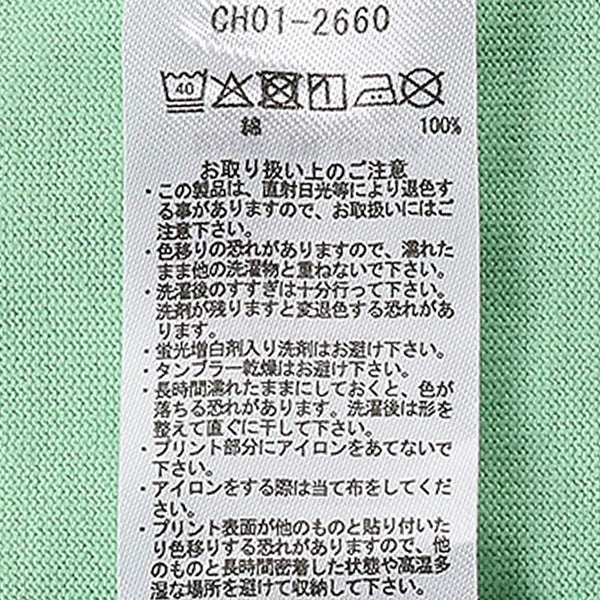 CH01-2660
40
綿 100%
お取り扱い上のご注意
・この製品は、直射日光等により退色す
る事がありますので、お取扱いにはご
注意下さい。
・色移りの恐れがありますので、濡れた
まま他の洗濯物と重ねないで下さい。
・洗濯後のすすぎは十分行って下さい。
洗剤が残りますと変退色する恐れがあ
ります。
・蛍光増白剤入り洗剤はお避け下さい。
・タンブラー乾燥はお避け下さい。
・長時間濡れたままにしておくと、色が
落ちる恐れがあります。洗濯後は形を
整えて直ぐに干して下さい。
・プリント部分にアイロンをあてないで
下さい。
・アイロンをする際は当て布をしてくだ
さい。
・プリント表面が他のものと貼り付いた
り色移りする恐れがありますので、他
のものと長時間密着した状態や高温多
湿な場所を避けて収納して下さい。